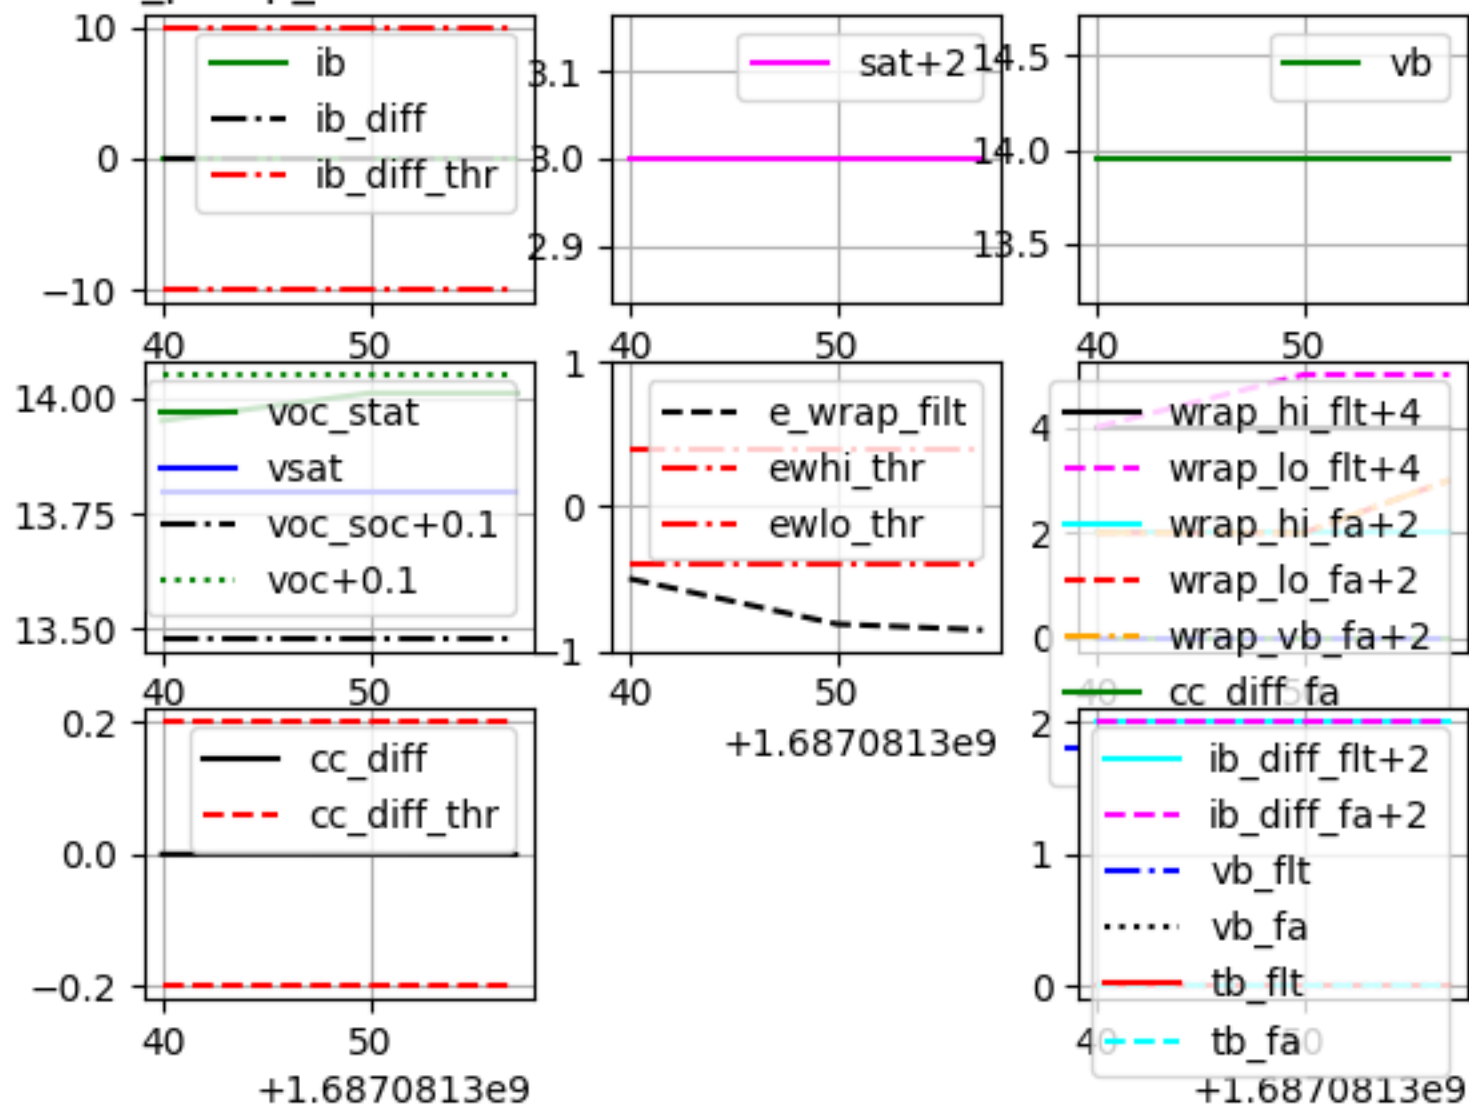 10
0
−10
40
50
ib
ib_diff
ib_diff_thr
3.1
3.0
2.9
40
50
sat+2
14.5
14.0
13.5
40
50
vb
14.00
13.75
13.50
40
50
voc_stat
vsat
voc_soc+0.1
voc+0.1
1
0
−1
40
50
+1.6870813e9
e_wrap_filt
ewhi_thr
ewlo_thr
4
2
0
40
50
wrap_hi_flt+4
wrap_lo_flt+4
wrap_hi_fa+2
wrap_lo_fa+2
wrap_vb_fa+2
cc_diff_fa
0.2
0.0
−0.2
40
50
+1.6870813e9
cc_diff
cc_diff_thr
2
1
0
40
50
+1.6870813e9
ib_diff_flt+2
ib_diff_fa+2
vb_flt
vb_fa
tb_flt
tb_fa